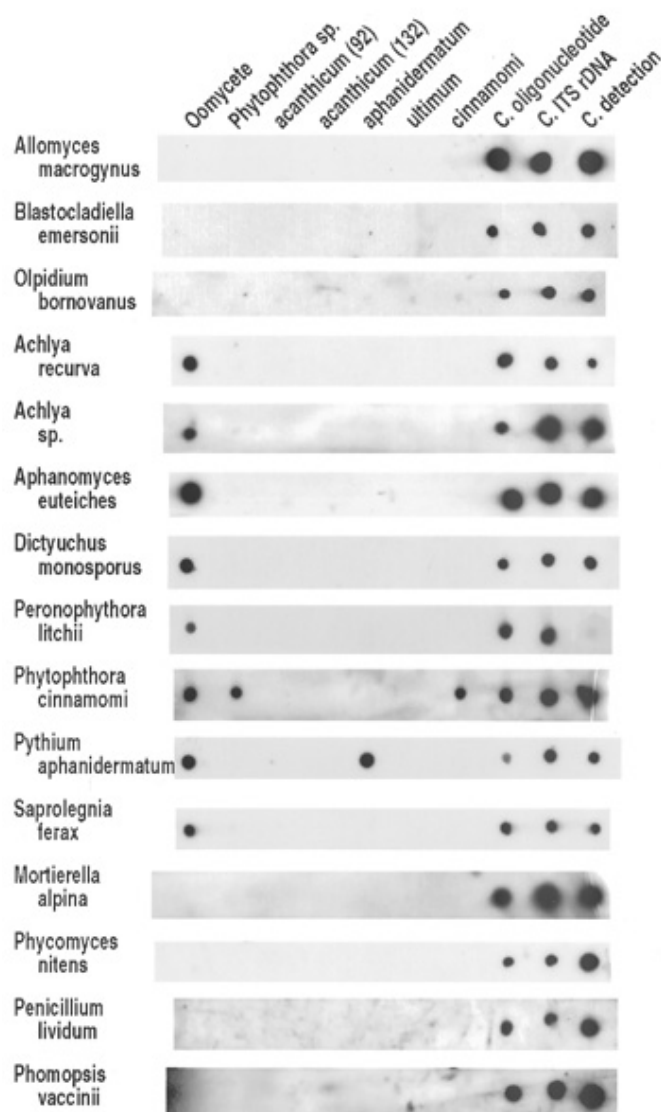 Oomycete
Phytophthora sp.
acanthicum (92)
acanthicum (132)
aphanidermatum
ultimum
cinnamomi
C. oligonucleotide
C. ITS rDNA
C. detection
Allomyces
macrogynus
Blastocladiella
emersonii
Olpidium
bornovanus
Achlya
recurva
Achlya
sp.
Aphanomyces
euteiches
Dictyuchus
monosporus
Peronophythora
litchii
Phytophthora
cinnamomi
Pythium
aphanidermatum
Saprolegnia
ferax
Mortierella
alpina
Phycomyces
nitens
Penicillium
lividum
Phomopsis
vaccinii